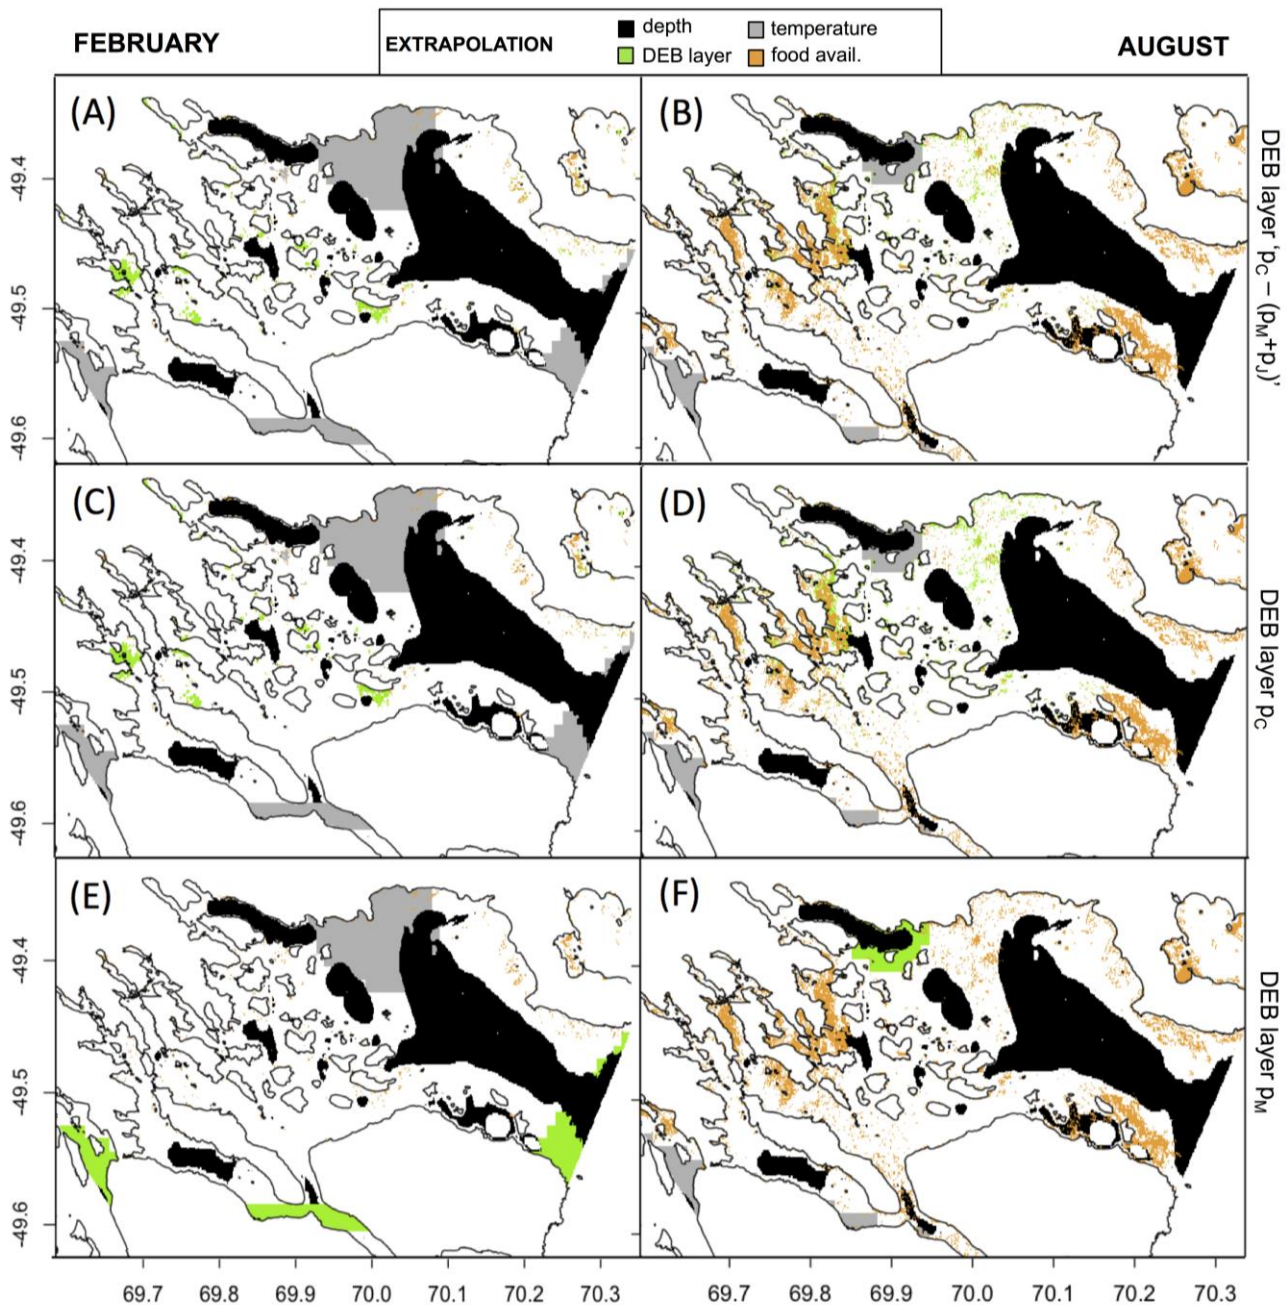 FEBRUARY
EXTRAPOLATION
depth
temperature
DEB layer
food avail.
AUGUST
(A)
(B)
-49.4
-49.5
-49.6
DEB layer 'pC – (pM+pJ)'
(C)
(D)
-49.4
-49.5
-49.6
DEB layer pC
(E)
(F)
-49.4
-49.5
-49.6
DEB layer pM
69.7 69.8 69.9 70.0 70.1 70.2 70.3
69.7 69.8 69.9 70.0 70.1 70.2 70.3